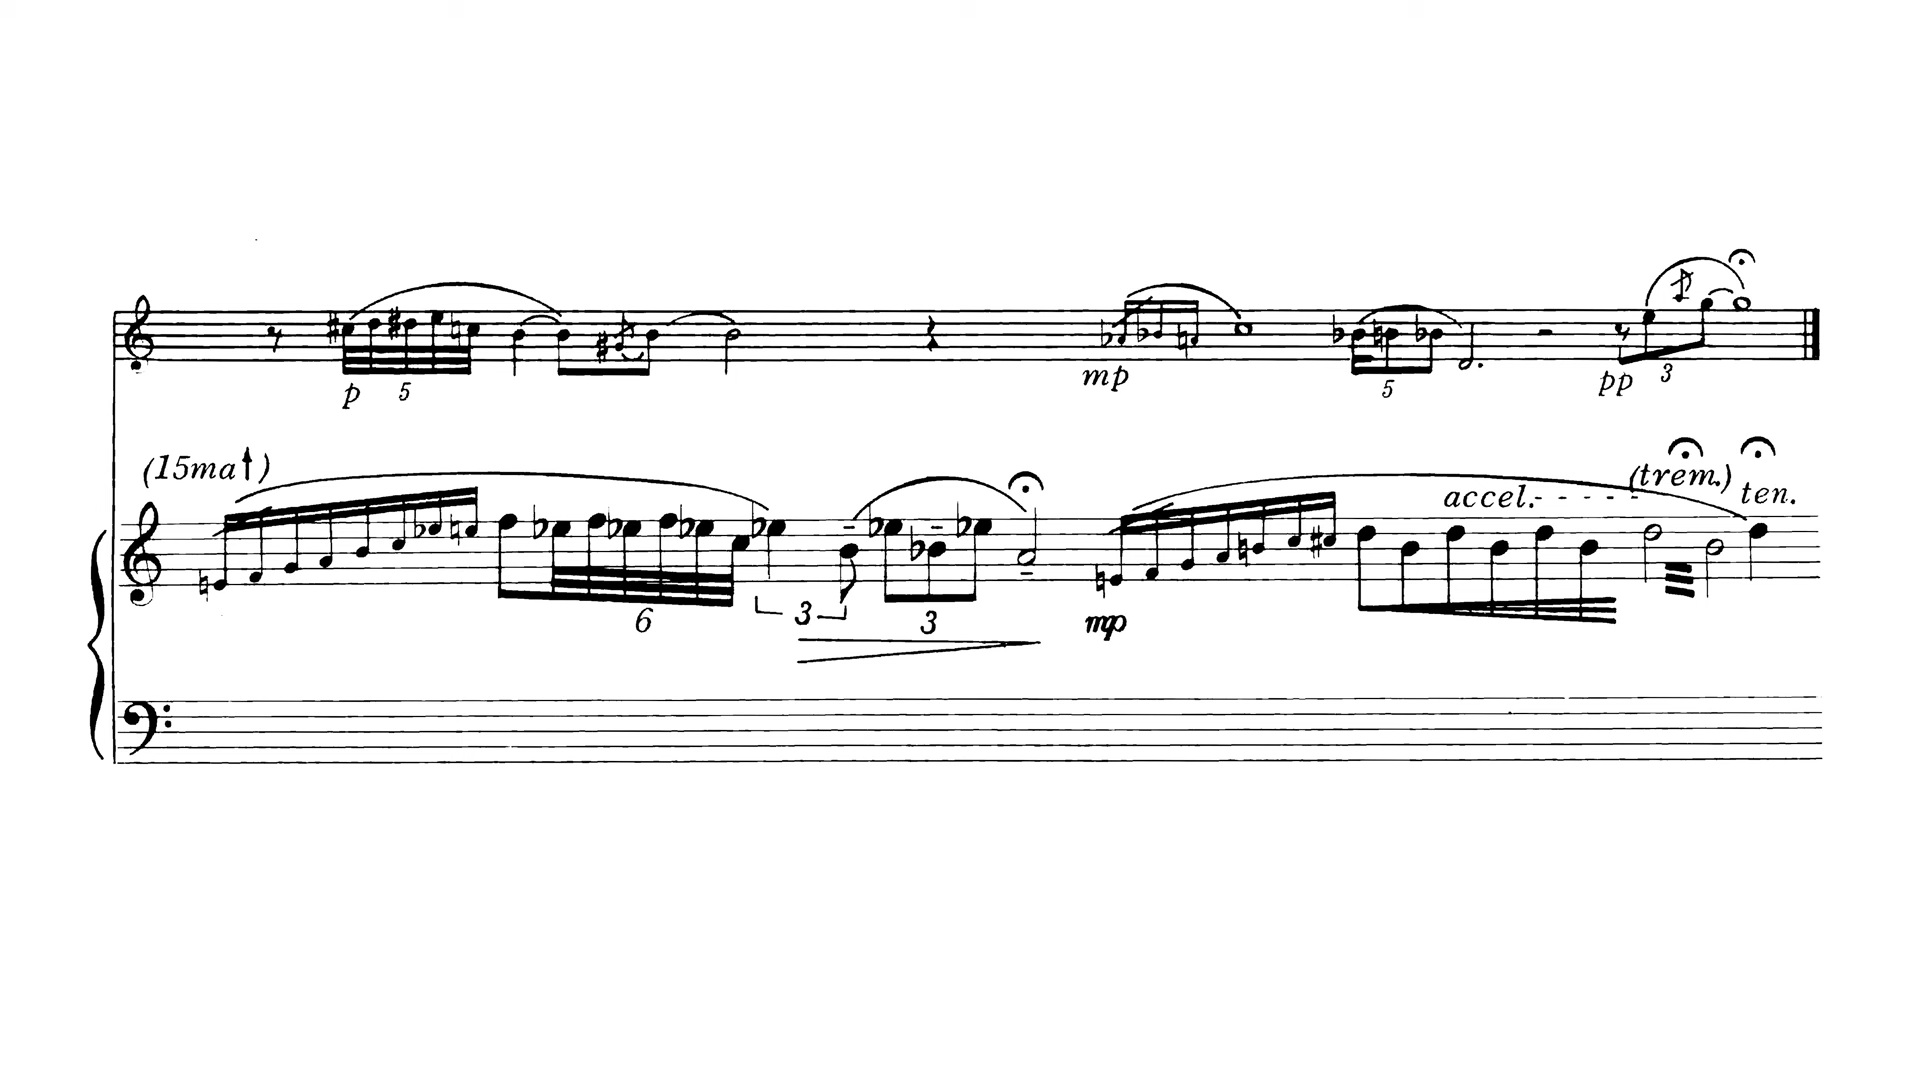 p 5 mp 5 pp 3
(15ma↑) accel. (trem.) ten.
6 3 3 mp